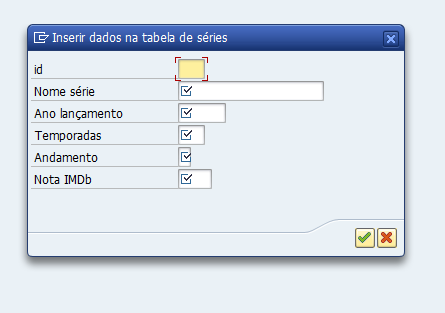 Inserir dados na tabela de séries
id
Nome série
Ano lançamento
Temporadas
Andamento
Nota IMDb